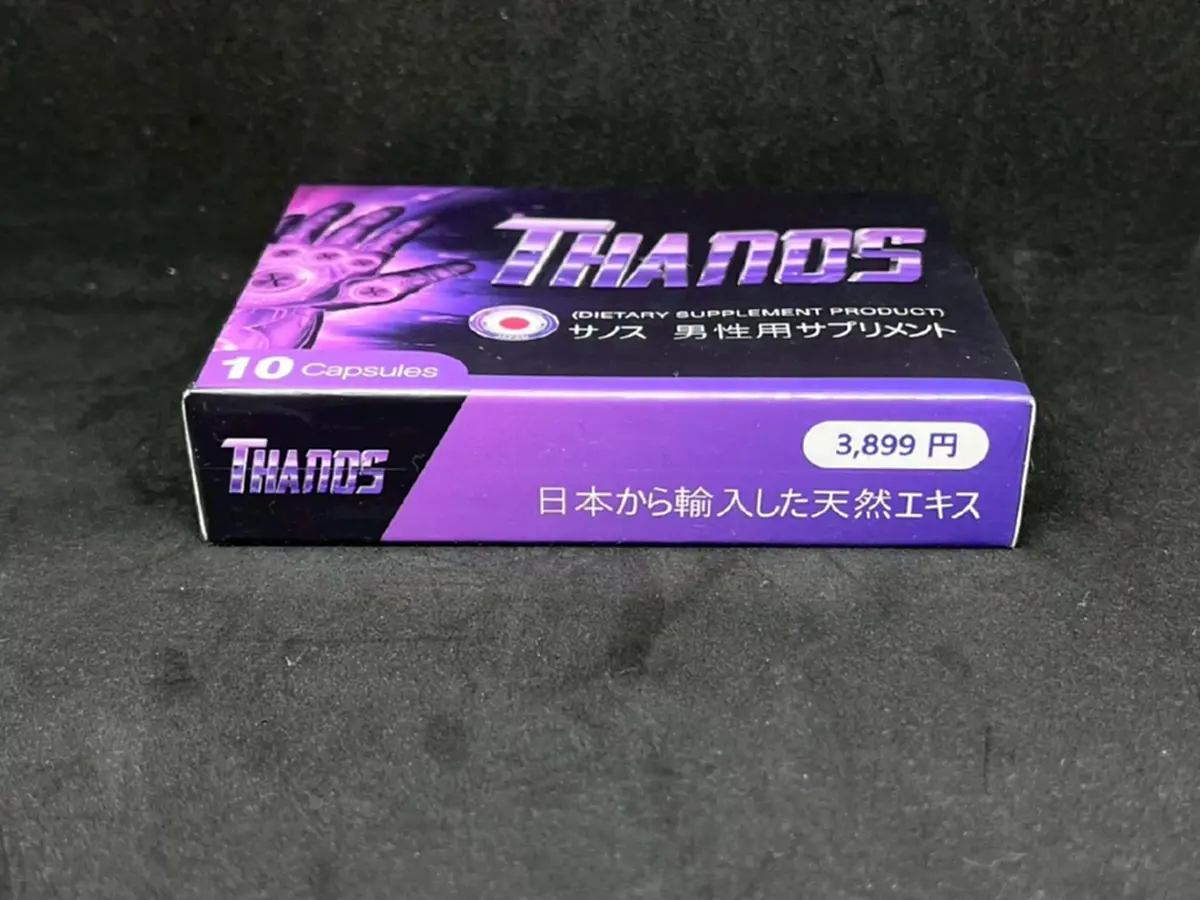 THANOS
(DIETARY SUPPLEMENT PRODUCT)
サノス 男性用サプリメント
JAPAN
10 Capsules
THANOS
3,899 円
日本から輸入した天然エキス